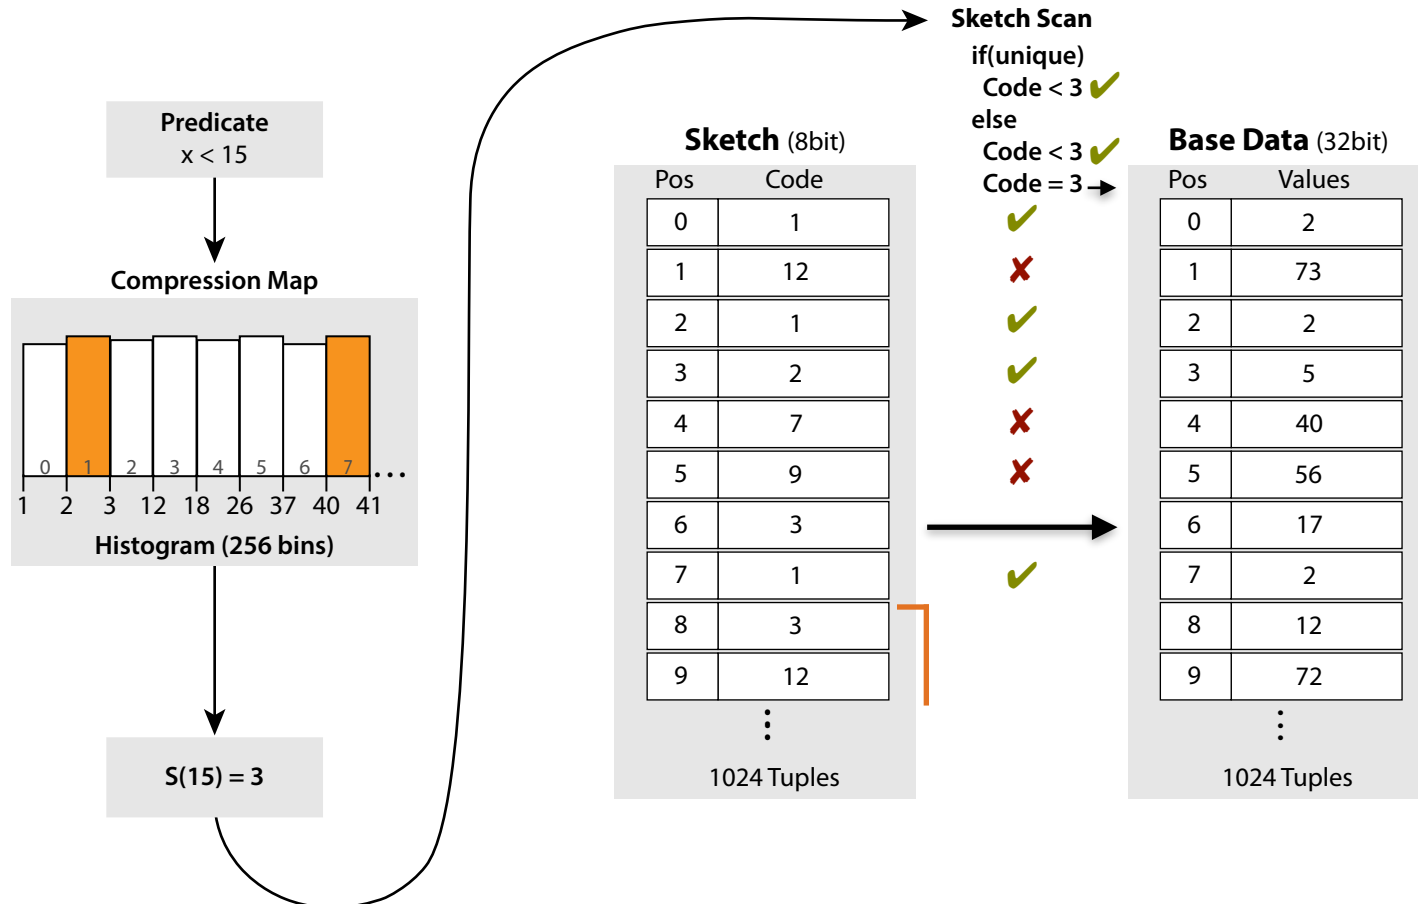 Predicate
x < 15
Compression Map
0 1 2 3 4 5 6 7 ...
1 2 3 12 18 26 37 40 41
Histogram (256 bins)
S(15) = 3
Sketch Scan
if(unique)
Code < 3 ✔
else
Code < 3 ✔
Code = 3
Sketch (8bit)
Pos Code
0 1 ✔
1 12 ✘
2 1 ✔
3 2 ✔
4 7 ✘
5 9 ✘
6 3
7 1 ✔
8 3
9 12
⋮
1024 Tuples
Base Data (32bit)
Pos Values
0 2
1 73
2 2
3 5
4 40
5 56
6 17
7 2
8 12
9 72
⋮
1024 Tuples